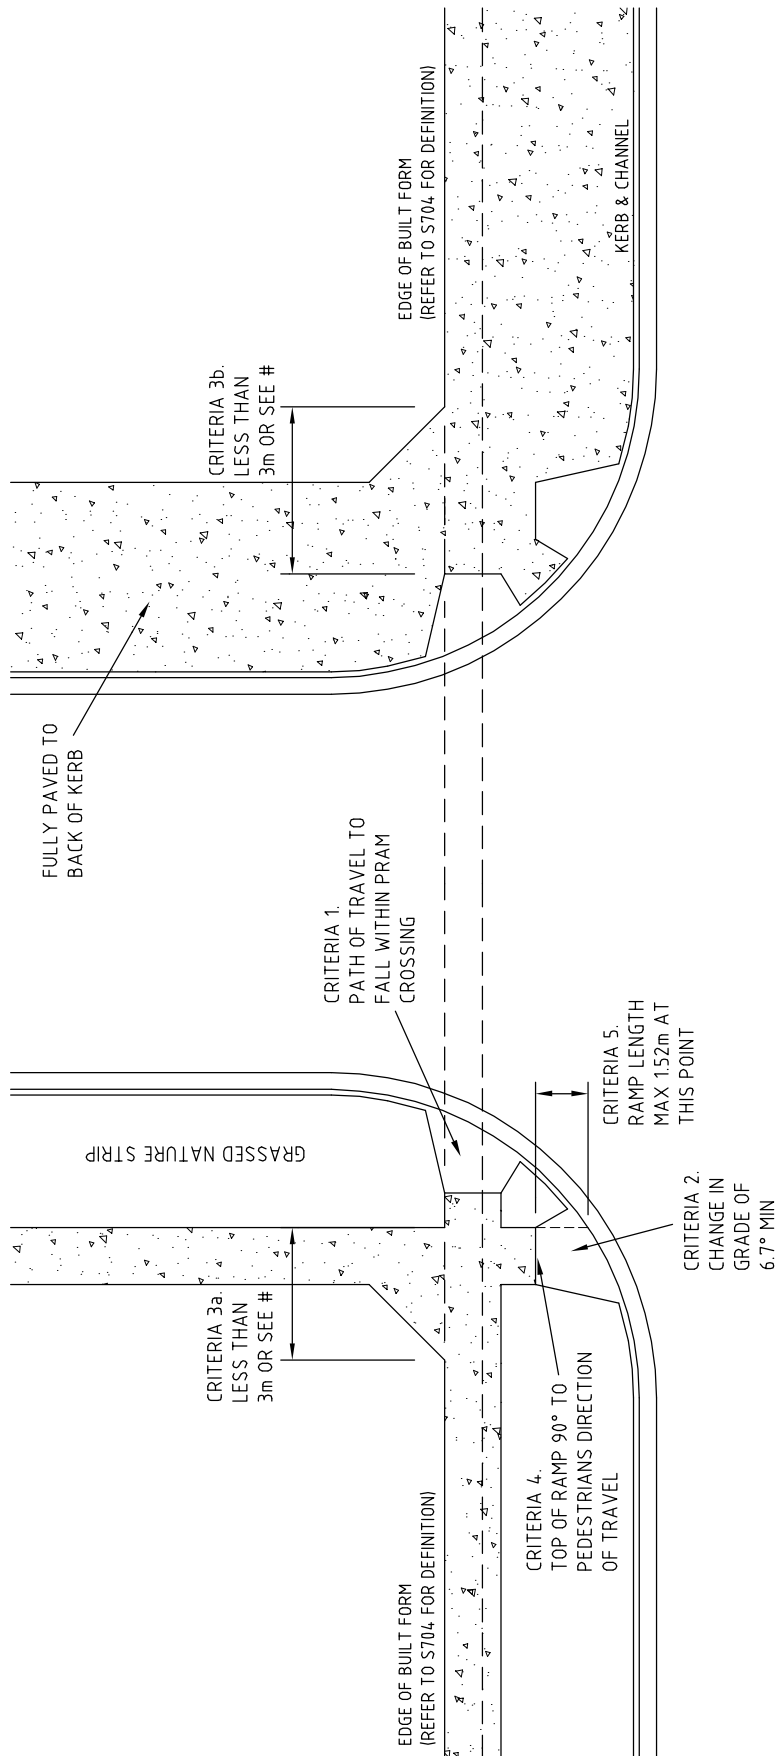 EDGE OF BUILT FORM
(REFER TO S704 FOR DEFINITION)
CRITERIA 3a.
LESS THAN
3m OR SEE #
GRASSED NATURE STRIP
CRITERIA 1.
PATH OF TRAVEL TO
FALL WITHIN PRAM
CROSSING
FULLY PAVED TO
BACK OF KERB
CRITERIA 3b.
LESS THAN
3m OR SEE #
EDGE OF BUILT FORM
(REFER TO S704 FOR DEFINITION)
KERB & CHANNEL
CRITERIA 4.
TOP OF RAMP 90° TO
PEDESTRIANS DIRECTION
OF TRAVEL
CRITERIA 2.
CHANGE IN
GRADE OF
6.7° MIN
CRITERIA 5.
RAMP LENGTH
MAX 1.52m AT
THIS POINT